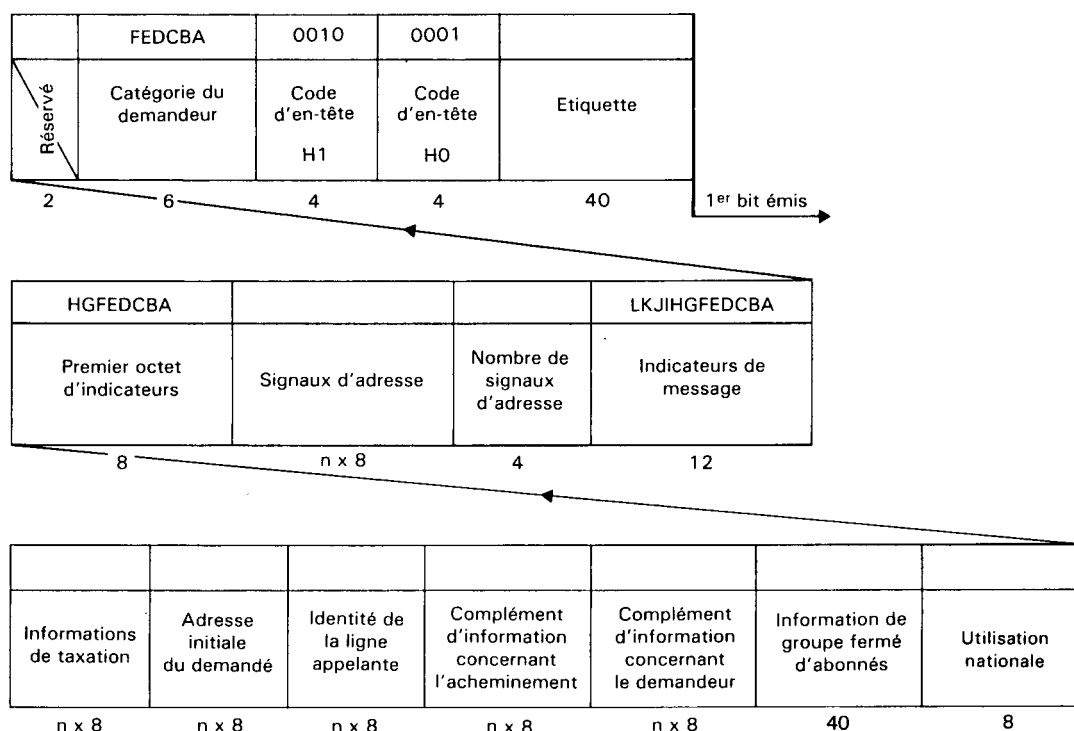 FEDCBA 0010 0001
Réservé
Catégorie du demandeur
Code d'en-tête H1
Code d'en-tête H0
Etiquette
2 6 4 4 40 1er bit émis
HGFEDCBA LKJIHGFEDCBA
Premier octet d'indicateurs
Signaux d'adresse
Nombre de signaux d'adresse
Indicateurs de message
8 n x 8 4 12
Informations de taxation
Adresse initiale du demandé
Identité de la ligne appelante
Complément d'information concernant l'acheminement
Complément d'information concernant le demandeur
Information de groupe fermé d'abonnés
Utilisation nationale
n x 8 n x 8 n x 8 n x 8 n x 8 40 8